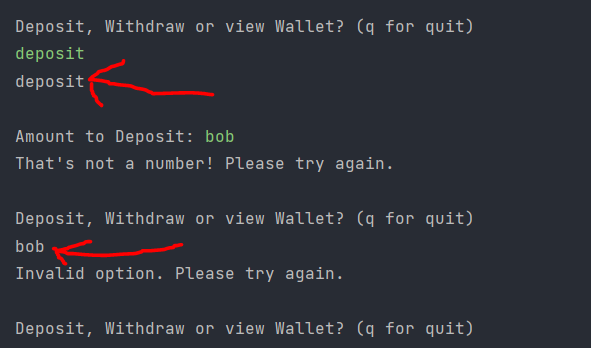 Deposit, Withdraw or view Wallet? (q for quit)
deposit
deposit
Amount to Deposit: bob
That's not a number! Please try again.
Deposit, Withdraw or view Wallet? (q for quit)
bob
Invalid option. Please try again.
Deposit, Withdraw or view Wallet? (q for quit)